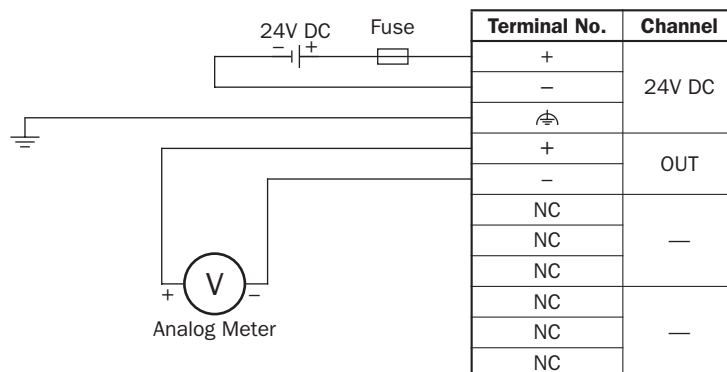 24V DC
Fuse
− +
Terminal No. Channel
+
−
24V DC
+
−
OUT
NC
NC
NC
—
NC
NC
NC
—
+ V −
Analog Meter